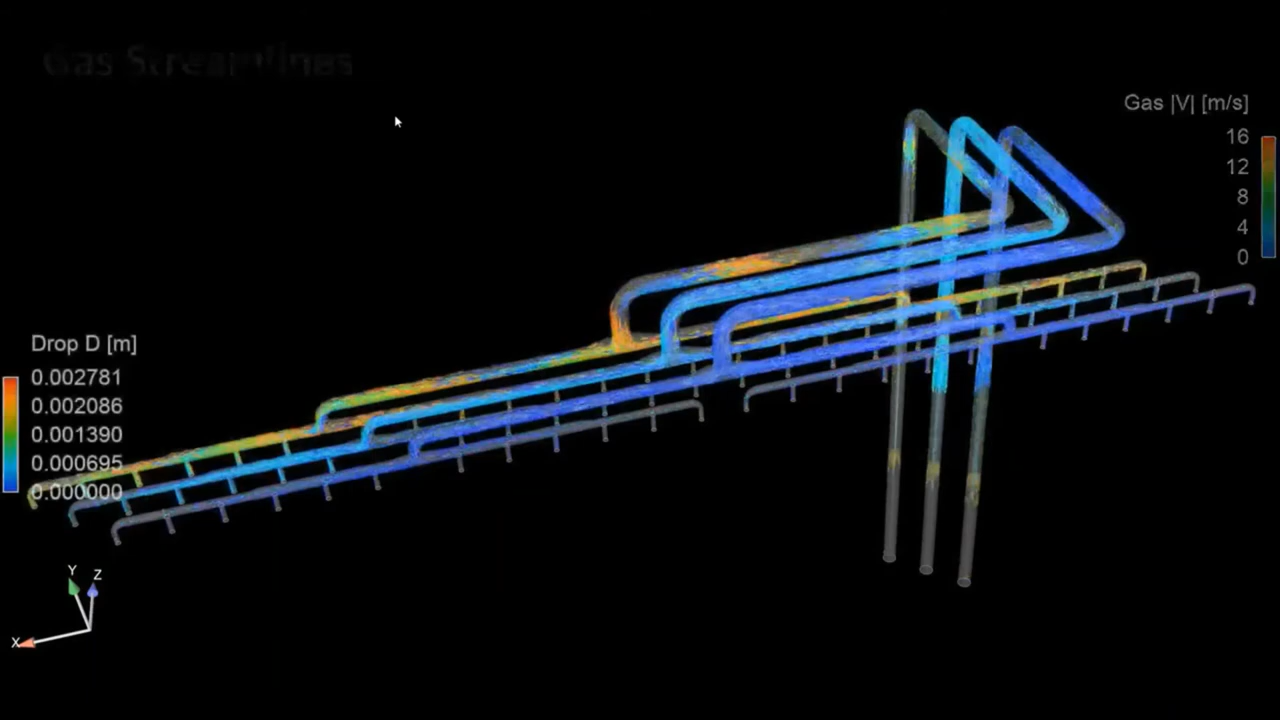 Gas Streamlines
Gas |V| [m/s]
16
12
8
4
0
Drop D [m]
0.002781
0.002086
0.001390
0.000695
0.000000
Y
Z
X